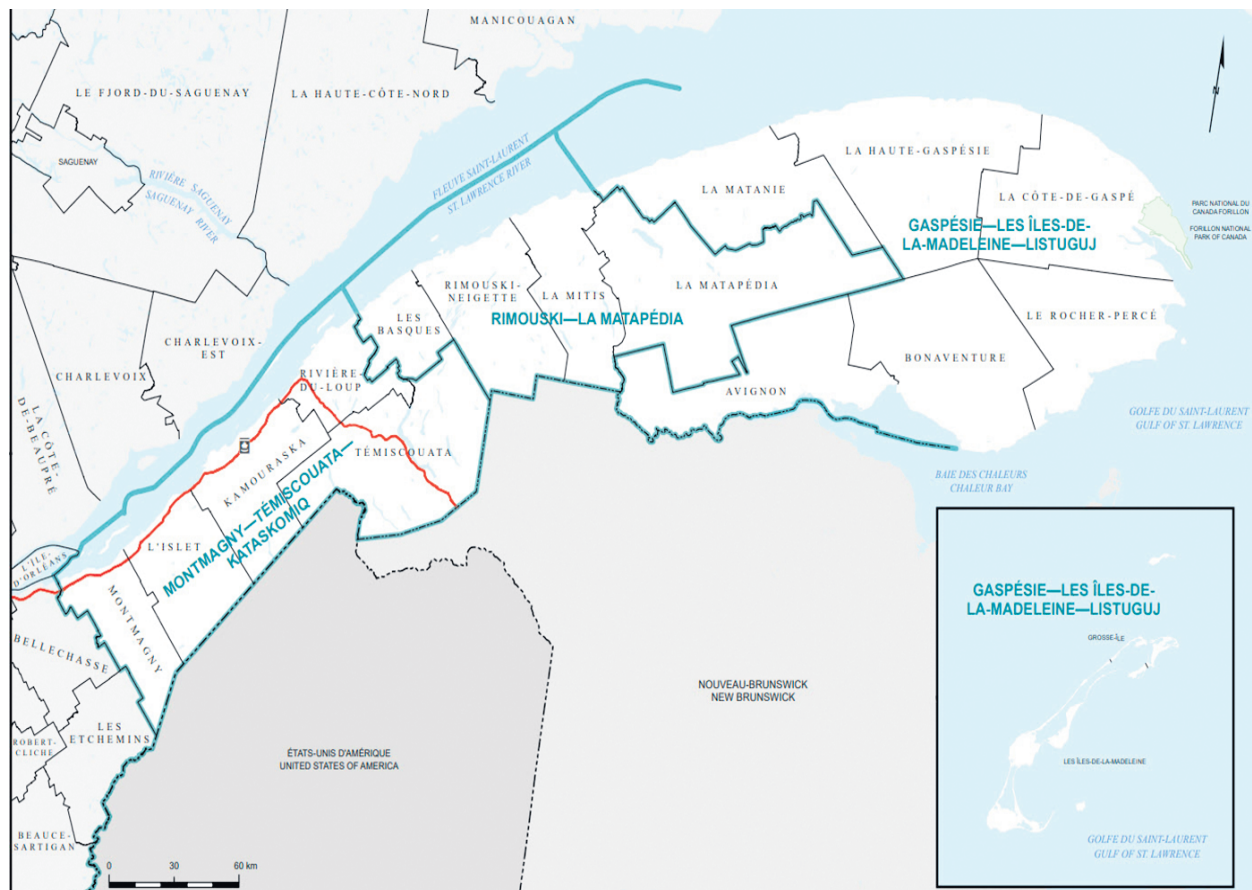 MANICOUAGAN
LE FJORD-DU-SAGUENAY
LA HAUTE-CÔTE-NORD
N
SAGUENAY
RIVIÈRE SAGUENAY
SAGUENAY RIVER
FLEUVE SAINT-LAURENT
ST. LAWRENCE RIVER
LA HAUTE-GASPÉSIE
LA MATANIE
LA CÔTE-DE-GASPÉ
PARC NATIONAL DU
CANADA FORILLON
FORILLON NATIONAL
PARK OF CANADA
GASPÉSIE—LES ÎLES-DE-
LA-MADELEINE—LISTUGUJ
RIMOUSKI-
NEIGETTE
LA MITIS
LA MATAPÉDIA
RIMOUSKI—LA MATAPÉDIA
LES
BASQUES
LE ROCHER-PERCÉ
BONAVENTURE
CHARLEVOIX-
EST
CHARLEVOIX
RIVIÈRE-
DU-LOUP
AVIGNON
LA CÔTE-
DE-BEAUPRÉ
GOLFE DU SAINT-LAURENT
GULF OF ST. LAWRENCE
KAMOURASKA
TÉMISCOUATA
MONTMAGNY—TÉMISCOUATA—
KATASKOMIQ
BAIE DES CHALEURS
CHALEUR BAY
L'ISLET
L'ÎLE-
D'ORLÉANS
MONTMAGNY
BELLECHASSE
LES
ETCHEMINS
ROBERT-
CLICHE
BEAUCE-
SARTIGAN
NOUVEAU-BRUNSWICK
NEW BRUNSWICK
ÉTATS-UNIS D'AMÉRIQUE
UNITED STATES OF AMERICA
0 30 60 km
GASPÉSIE—LES ÎLES-DE-
LA-MADELEINE—LISTUGUJ
GROSSE-ÎLE
LES ÎLES-DE-LA-MADELEINE
GOLFE DU SAINT-LAURENT
GULF OF ST. LAWRENCE